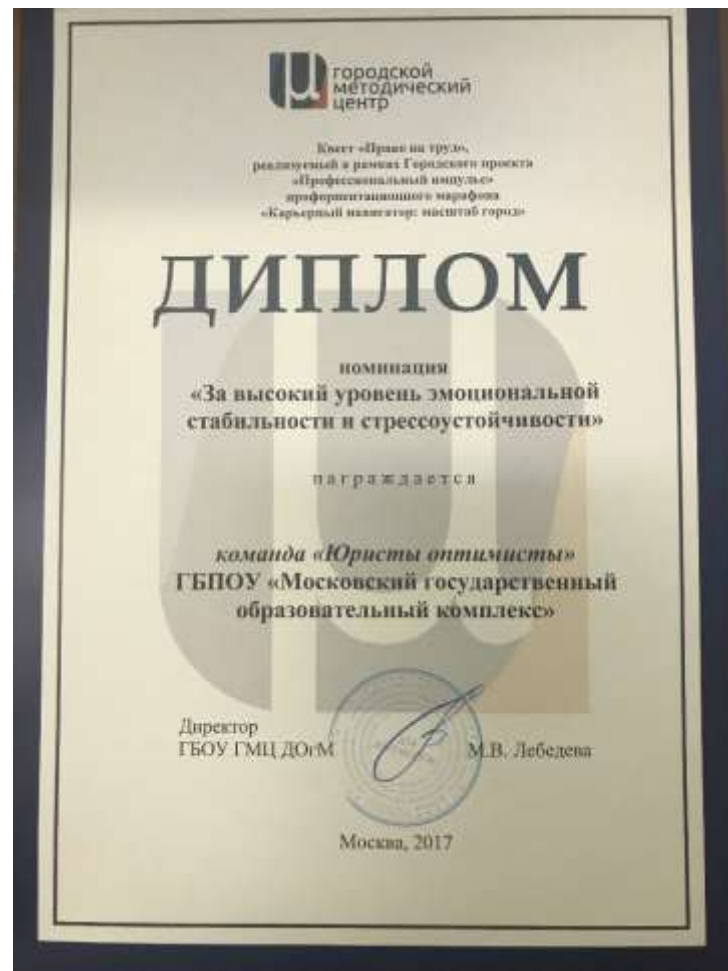 городской
методический
центр
Квест «Право на труд»,
реализуемый в рамках Городского проекта
«Профессиональный импульс»
профориентационного марафона
«Карьерный навигатор: масштаб город»
ДИПЛОМ
номинация
«За высокий уровень эмоциональной
стабильности и стрессоустойчивости»
награждается
команда «Юристы оптимисты»
ГБПОУ «Московский государственный
образовательный комплекс»
Директор
ГБОУ ГМЦ ДОгМ
М.В. Лебедева
Москва, 2017